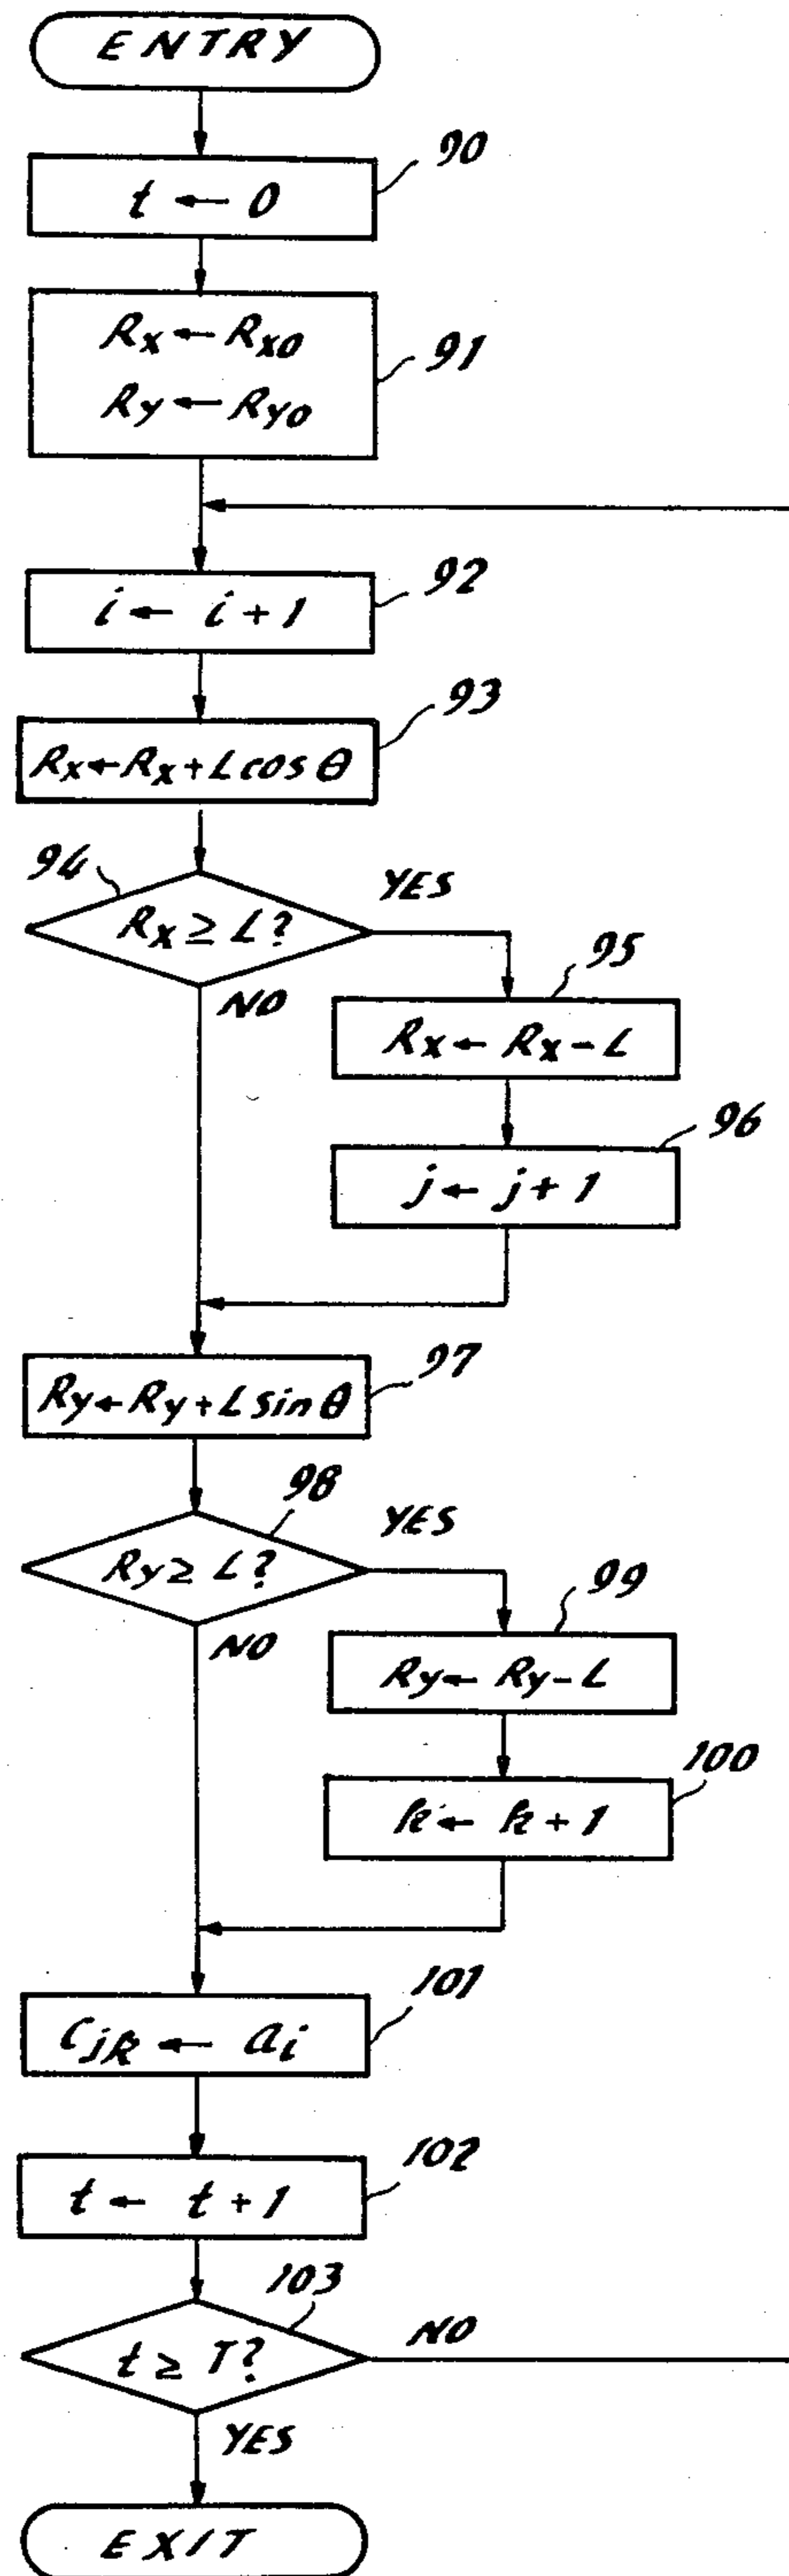 ENTRY
90
t ← 0
91
Rx ← Rx0
Ry ← Ry0
92
i ← i + 1
93
Rx ← Rx + L cos θ
94
Rx ≥ L?
YES
NO
95
Rx ← Rx - L
96
j ← j + 1
97
Ry ← Ry + L sin θ
98
Ry ≥ L?
YES
NO
99
Ry ← Ry - L
100
k ← k + 1
101
Cjk ← ai
102
t ← t + 1
103
t ≥ T?
NO
YES
EXIT